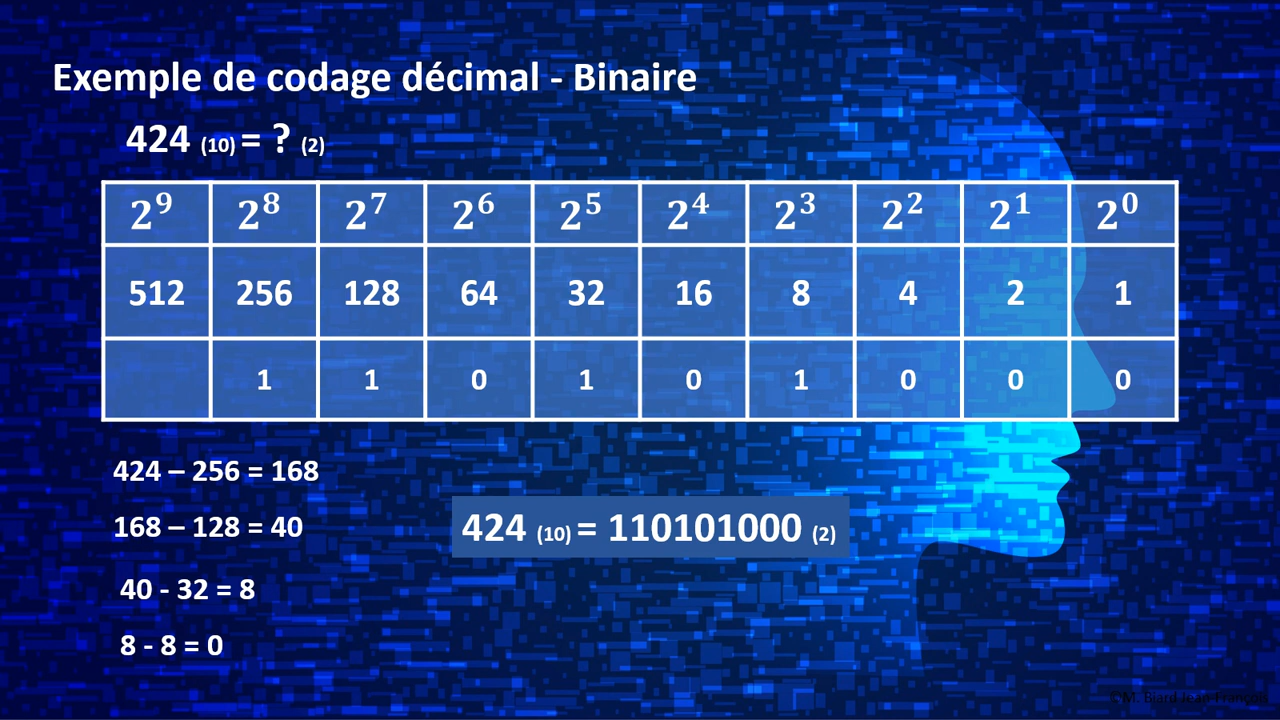 Exemple de codage décimal - Binaire
424 (10) = ? (2)
2⁹ 2⁸ 2⁷ 2⁶ 2⁵ 2⁴ 2³ 2² 2¹ 2⁰
512 256 128 64 32 16 8 4 2 1
1 1 0 1 0 1 0 0 0
424 – 256 = 168
168 – 128 = 40
424 (10) = 110101000 (2)
40 - 32 = 8
8 - 8 = 0
©M. Biard Jean-François